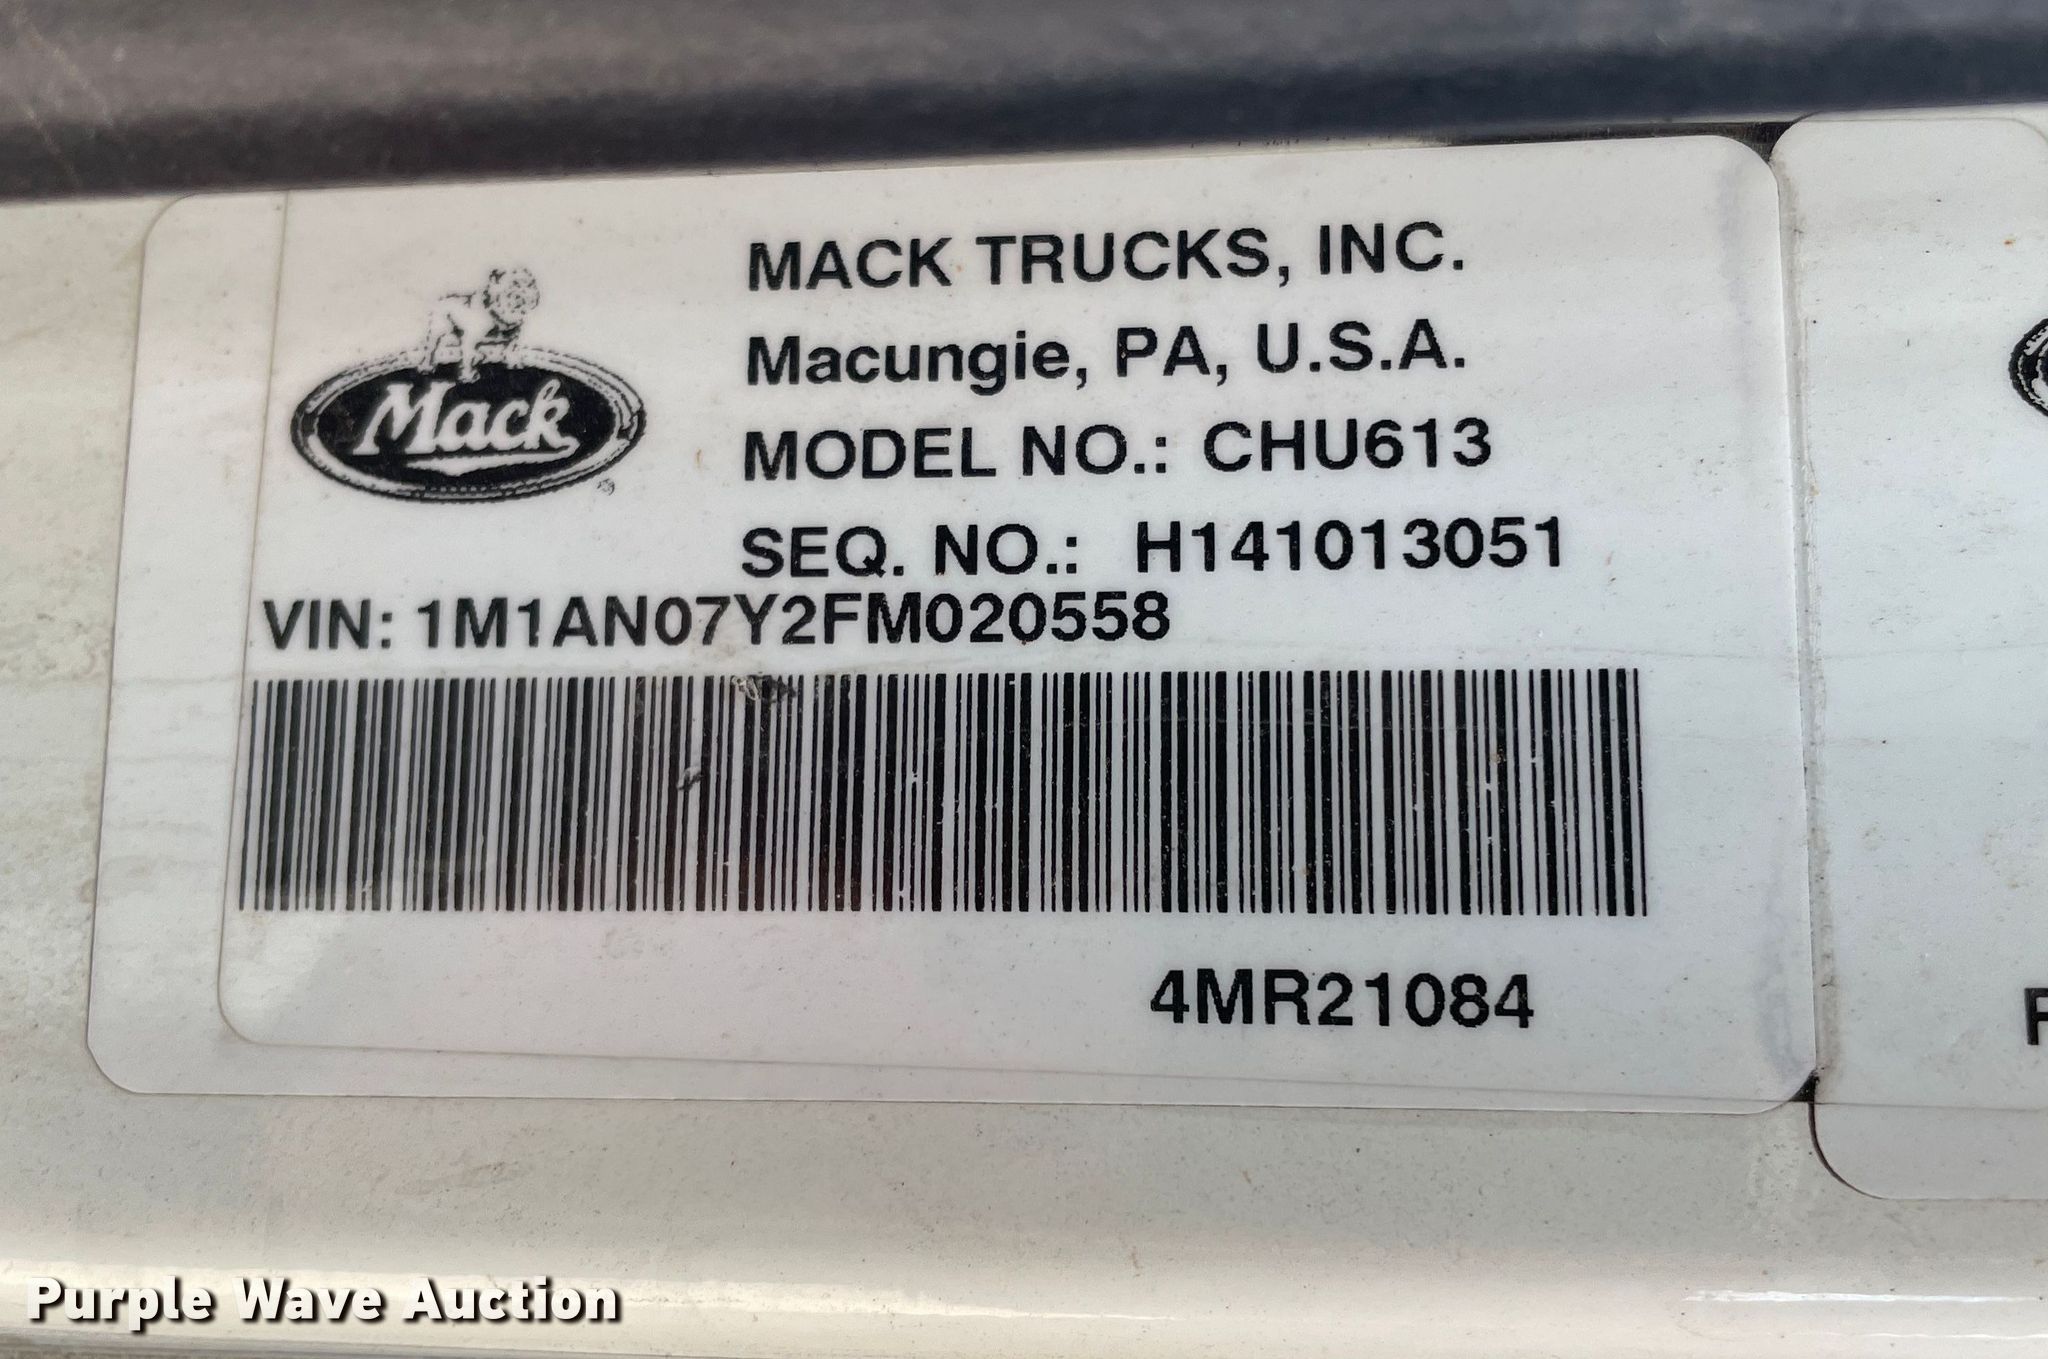 MACK TRUCKS, INC.
Macungie, PA, U.S.A.
Mack
MODEL NO.: CHU613
SEQ. NO.: H141013051
VIN: 1M1AN07Y2FM020558
4MR21084
Purple Wave Auction